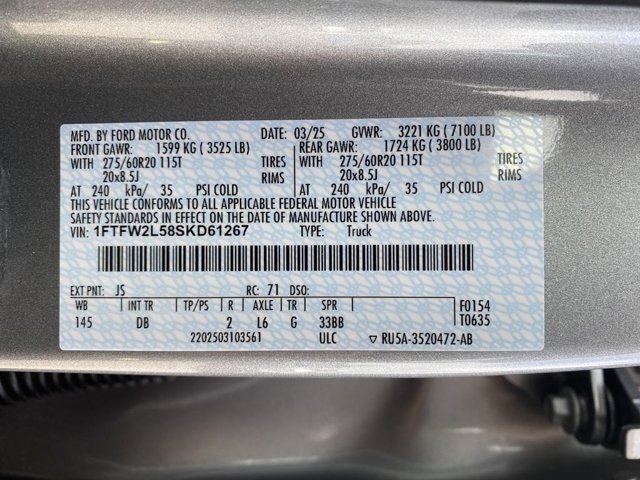 MFD. BY FORD MOTOR CO. DATE: 03/25 GVWR: 3221 KG ( 7100 LB)
FRONT GAWR: 1599 KG ( 3525 LB) REAR GAWR: 1724 KG ( 3800 LB)
WITH 275/60R20 115T TIRES WITH 275/60R20 115T TIRES
20x8.5J RIMS 20x8.5J RIMS
AT 240 kPa/ 35 PSI COLD AT 240 kPa/ 35 PSI COLD
THIS VEHICLE CONFORMS TO ALL APPLICABLE FEDERAL MOTOR VEHICLE
SAFETY STANDARDS IN EFFECT ON THE DATE OF MANUFACTURE SHOWN ABOVE.
VIN: 1FTFW2L58SKD61267 TYPE: Truck
EXT PNT: JS RC: 71 DSO:
WB INT TR TP/PS R AXLE TR SPR F0154
145 DB 2 L6 G 33BB T0635
2202503103561 ULC ▽ RU5A-3520472-AB